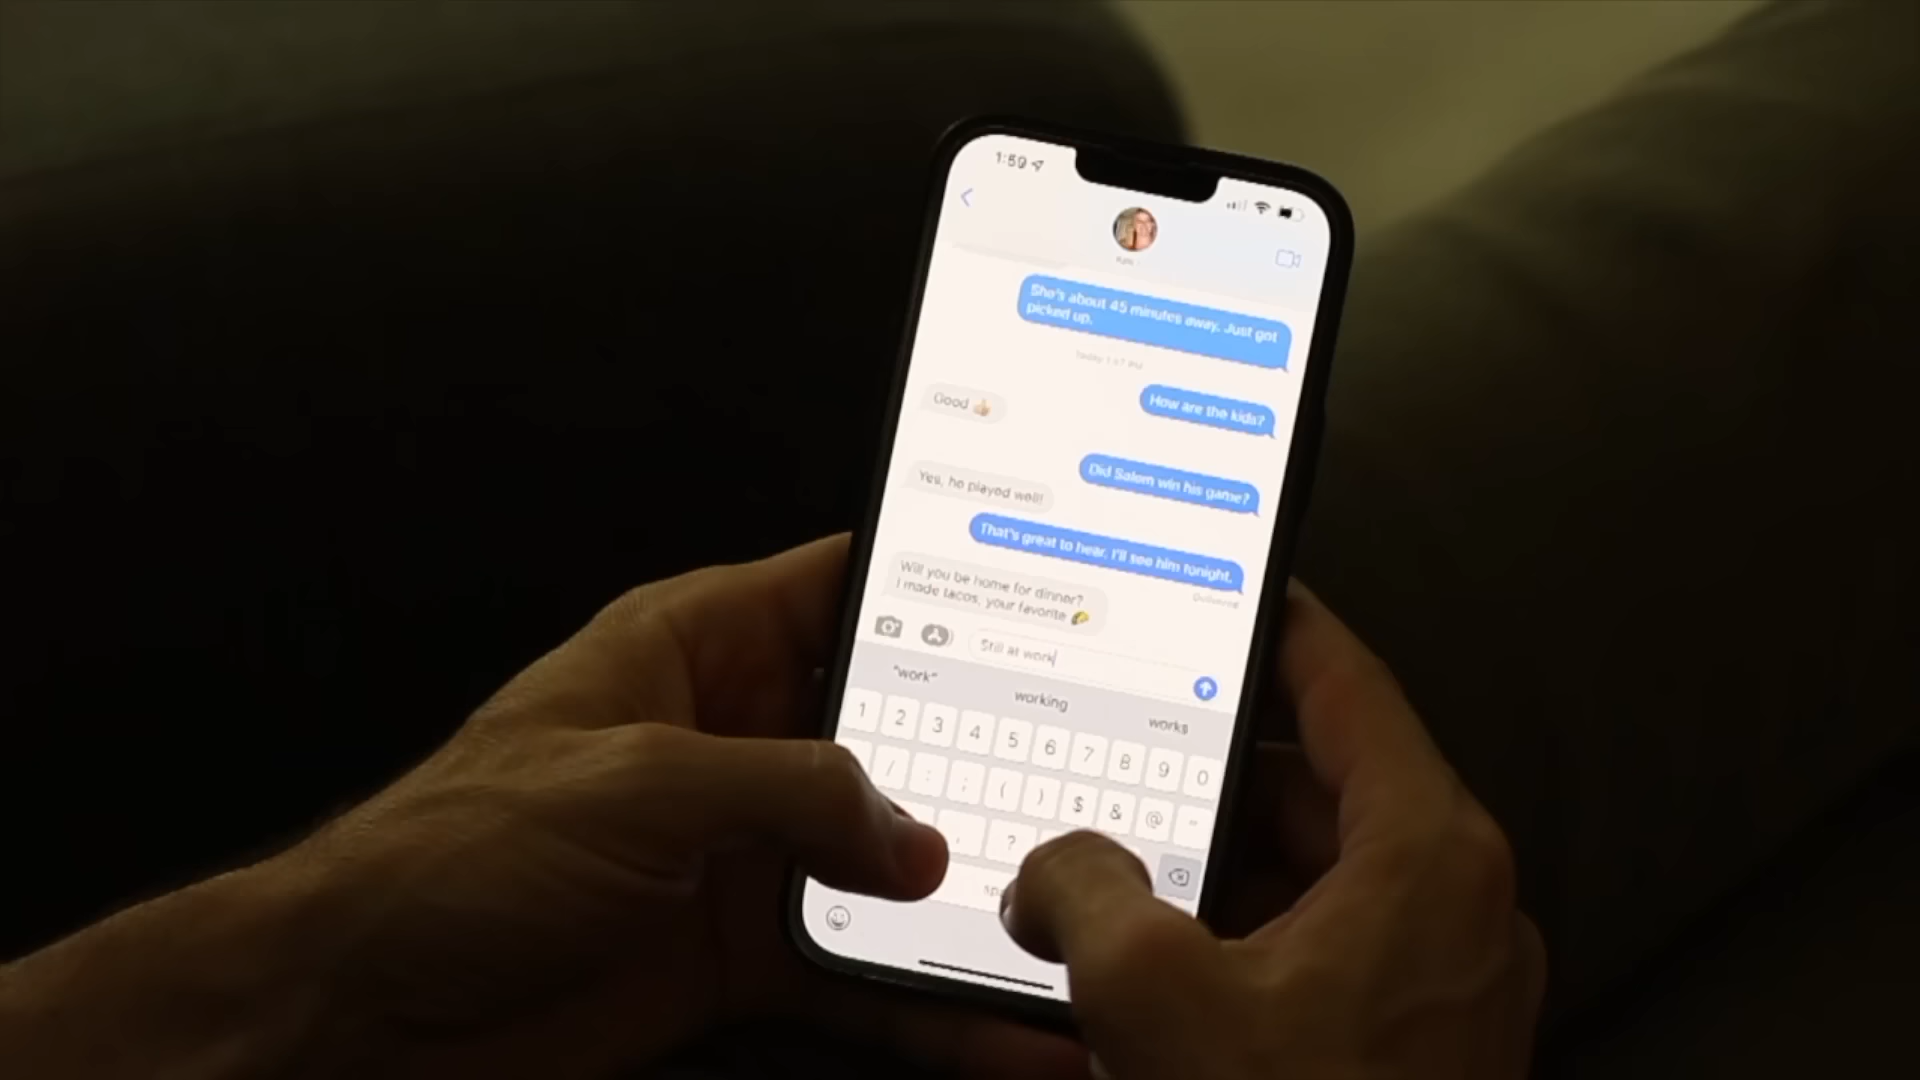 1:59
She's about 45 minutes away. Just got
picked up.
How are the kids?
Good 👍
Did Salem win his game?
Yes, he played well!
That's great to hear. I'll see him tonight.
Delivered
Will you be home for dinner?
I made tacos, your favorite 🌮
Still at work
"work" working works
1 2 3 4 5 6 7 8 9 0
/ : ; ( ) $ & @ "
, ?